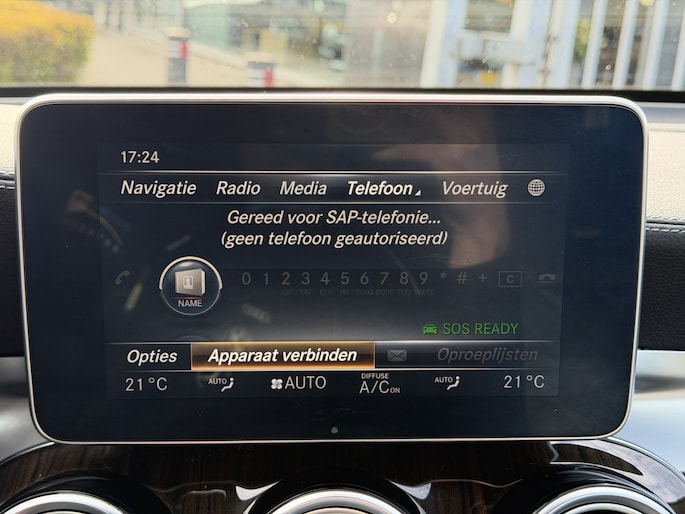 17:24
Navigatie Radio Media Telefoon Voertuig
Gereed voor SAP-telefonie...
(geen telefoon geautoriseerd)
0 1 2 3 4 5 6 7 8 9 * # + C
NAME
SOS READY
Opties Apparaat verbinden Oproeplijsten
21°C AUTO AUTO DIFFUSE A/C ON AUTO 21°C